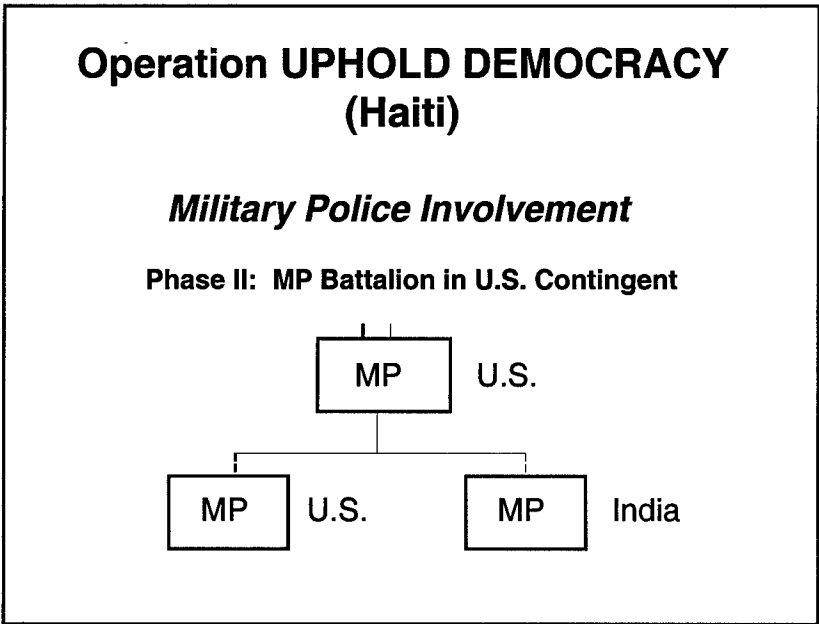 Operation UPHOLD DEMOCRACY
(Haiti)
Military Police Involvement
Phase II: MP Battalion in U.S. Contingent
MP U.S.
MP U.S. MP India